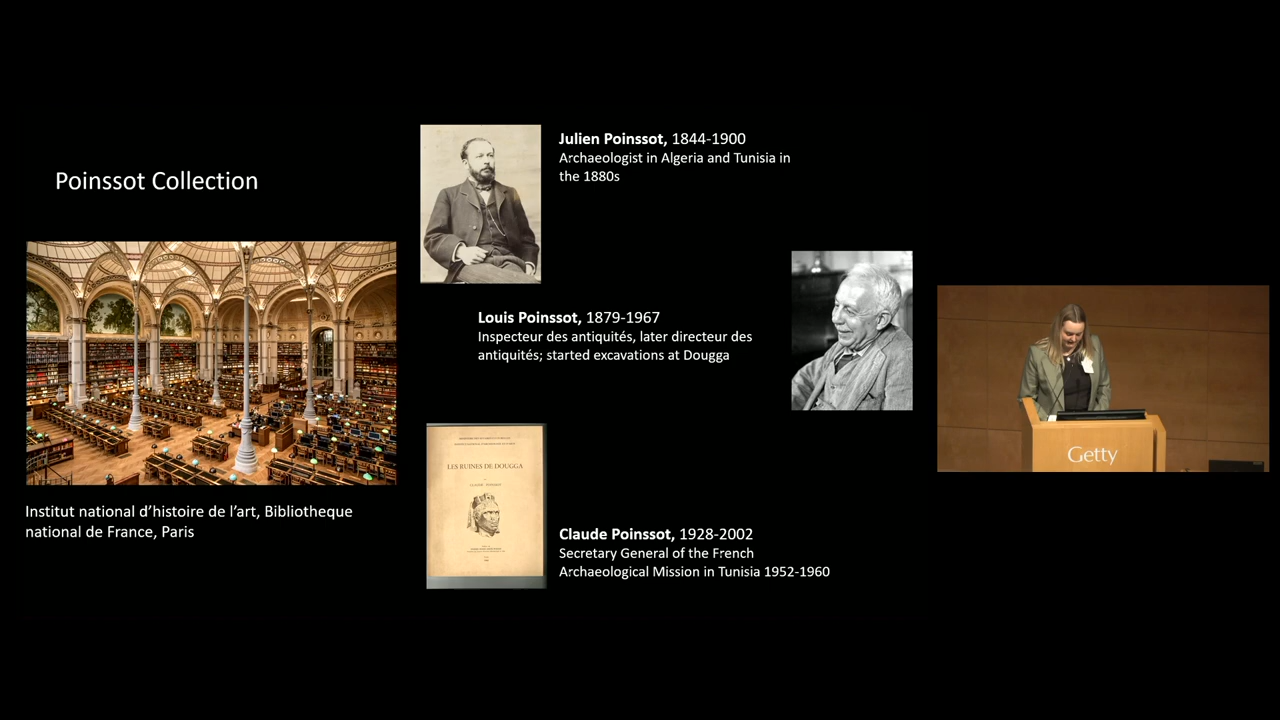 Poinssot Collection
Institut national d'histoire de l'art, Bibliotheque
national de France, Paris
Julien Poinssot, 1844-1900
Archaeologist in Algeria and Tunisia in
the 1880s
Louis Poinssot, 1879-1967
Inspecteur des antiquités, later directeur des
antiquités; started excavations at Dougga
LES RUINES DE DOUGGA
CLAUDE POINSSOT
Claude Poinssot, 1928-2002
Secretary General of the French
Archaeological Mission in Tunisia 1952-1960
Getty